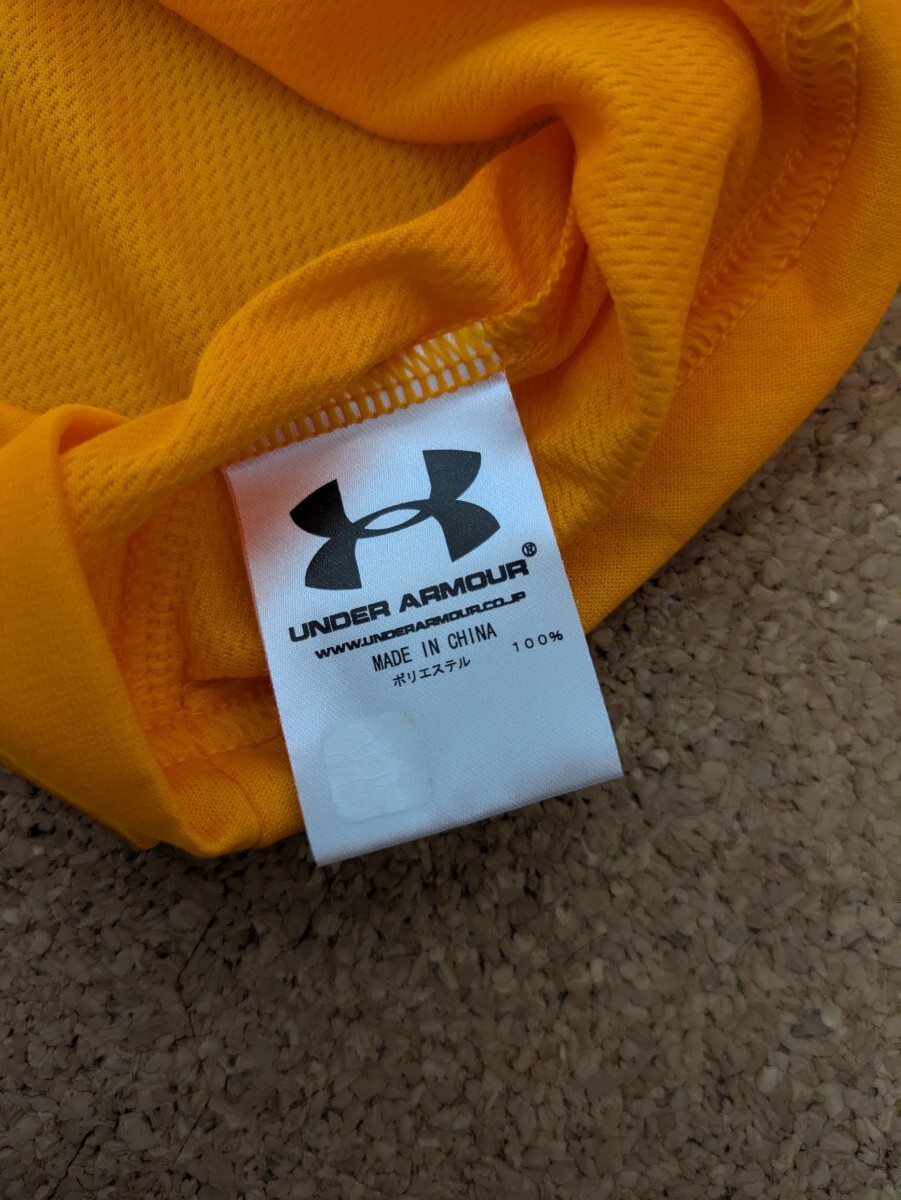 UNDER ARMOUR®
WWW.UNDERARMOUR.CO.JP
MADE IN CHINA
ポリエステル 100%